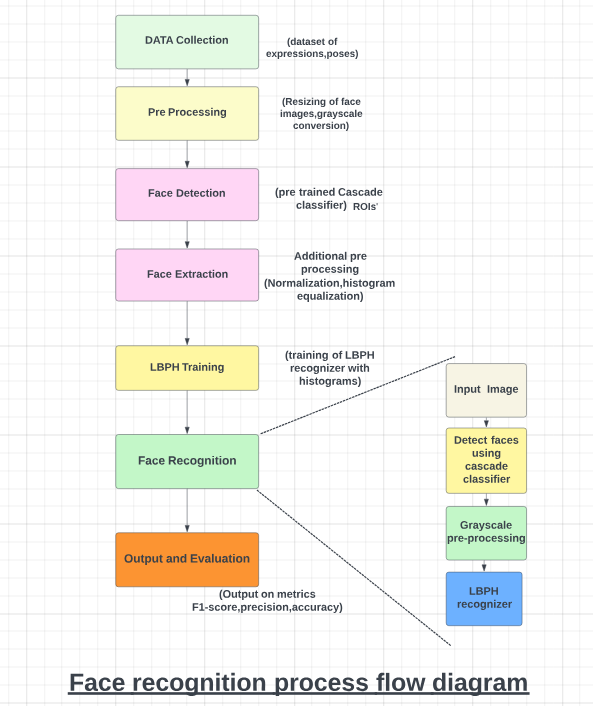 DATA Collection
(dataset of
expressions,poses)
Pre Processing
(Resizing of face
images,grayscale
conversion)
Face Detection
(pre trained Cascade
classifier) ROIs'
Face Extraction
Additional pre
processing
(Normalization,histogram
equalization)
LBPH Training
(training of LBPH
recognizer with
histograms)
Face Recognition
Input Image
Detect faces
using
cascade
classifier
Grayscale
pre-processing
LBPH
recognizer
Output and Evaluation
(Output on metrics
F1-score,precision,accuracy)
Face recognition process flow diagram